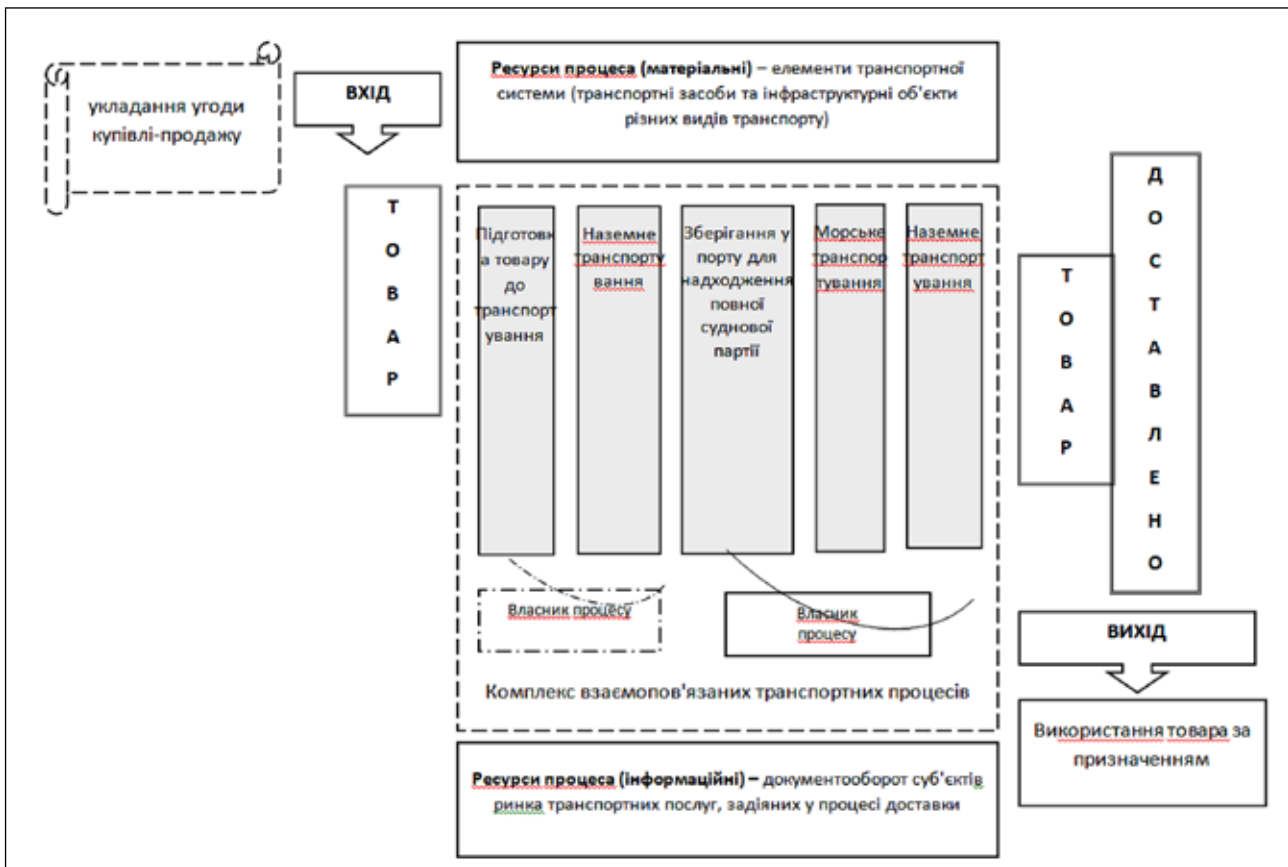 укладання угоди
купівлі-продажу
ВХІД
Ресурси процеса (матеріальні) – елементи транспортної
системи (транспортні засоби та інфраструктурні об'єкти
різних видів транспорту)
Т
О
В
А
Р
Підготовк
а товару
до
транспорт
ування
Наземне
транспорту
вання
Зберігання у
порту для
надходження
повної
суднової
партії
Морське
транспор
тування
Наземне
транспорт
ування
Власник процесу
Власник
процесу
Комплекс взаємопов'язаних транспортних процесів
Ресурси процеса (інформаційні) – документооборот суб'єктів
ринка транспортних послуг, задіяних у процесі доставки
Т
О
В
А
Р
Д
О
С
Т
А
В
Л
Е
Н
О
ВИХІД
Використання товара за
призначенням